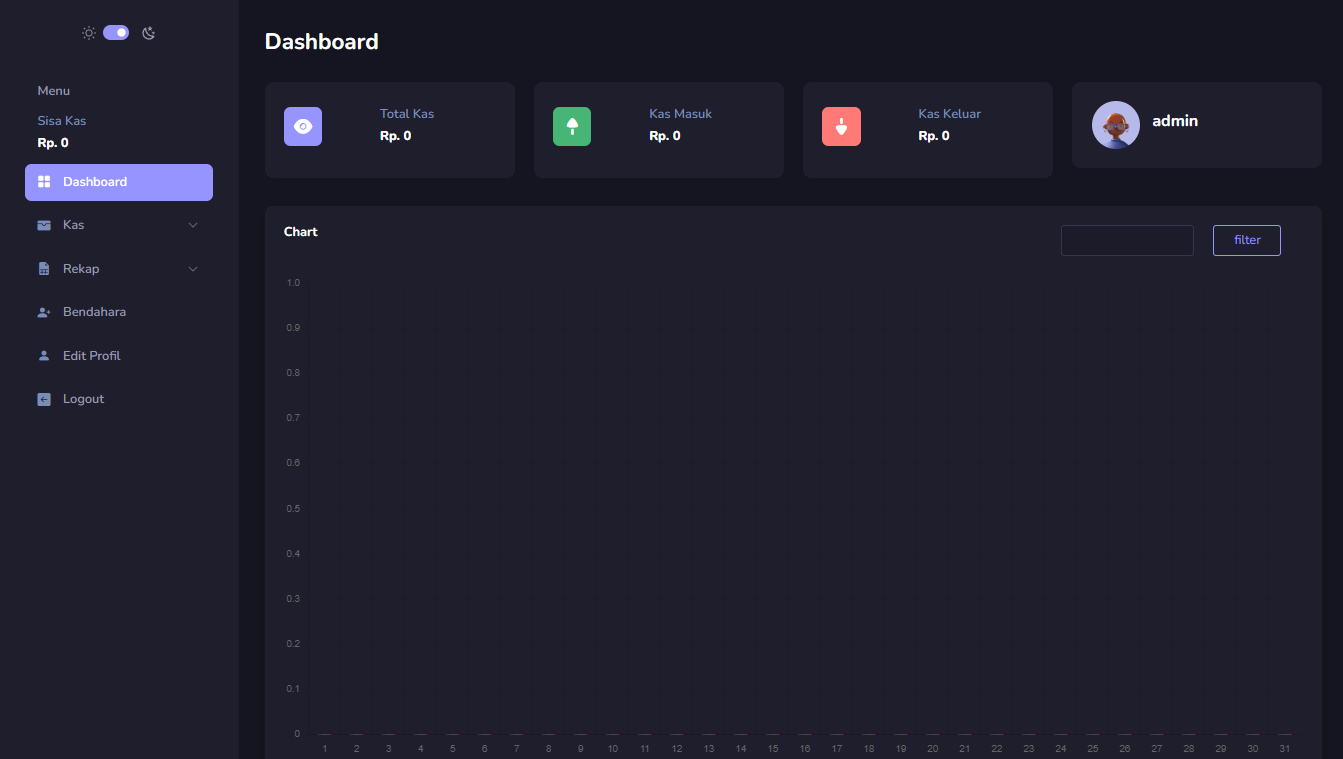 Dashboard
Menu
Sisa Kas
Rp. 0
Dashboard
Kas
Rekap
Bendahara
Edit Profil
Logout
Total Kas
Rp. 0
Kas Masuk
Rp. 0
Kas Keluar
Rp. 0
admin
Chart
filter
1.0
0.9
0.8
0.7
0.6
0.5
0.4
0.3
0.2
0.1
0
1 2 3 4 5 6 7 8 9 10 11 12 13 14 15 16 17 18 19 20 21 22 23 24 25 26 27 28 29 30 31